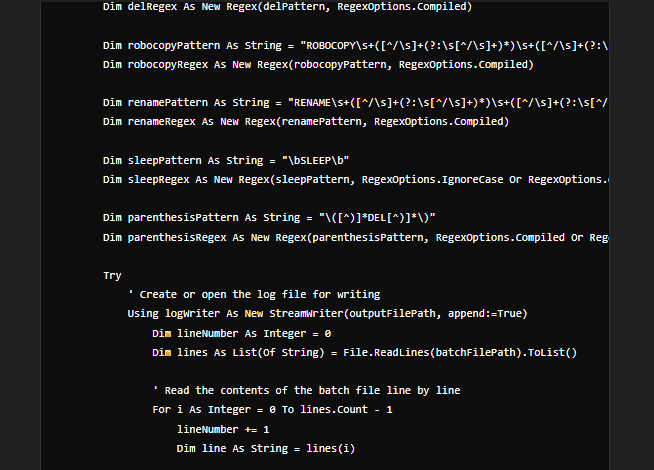 Dim delRegex As New Regex(delPattern, RegexOptions.Compiled)
Dim robocopyPattern As String = "ROBOCOPY\s+([^/\s]+(?:\s[^/\s]+)*)\s+([^/\s]+(?:\
Dim robocopyRegex As New Regex(robocopyPattern, RegexOptions.Compiled)
Dim renamePattern As String = "RENAME\s+([^/\s]+(?:\s[^/\s]+)*)\s+([^/\s]+(?:\s[^/
Dim renameRegex As New Regex(renamePattern, RegexOptions.Compiled)
Dim sleepPattern As String = "\bSLEEP\b"
Dim sleepRegex As New Regex(sleepPattern, RegexOptions.IgnoreCase Or RegexOptions.
Dim parenthesisPattern As String = "\([^)]*DEL[^)]*\)"
Dim parenthesisRegex As New Regex(parenthesisPattern, RegexOptions.Compiled Or Reg
Try
' Create or open the log file for writing
Using logWriter As New StreamWriter(outputFilePath, append:=True)
Dim lineNumber As Integer = 0
Dim lines As List(Of String) = File.ReadLines(batchFilePath).ToList()
' Read the contents of the batch file line by line
For i As Integer = 0 To lines.Count - 1
lineNumber += 1
Dim line As String = lines(i)